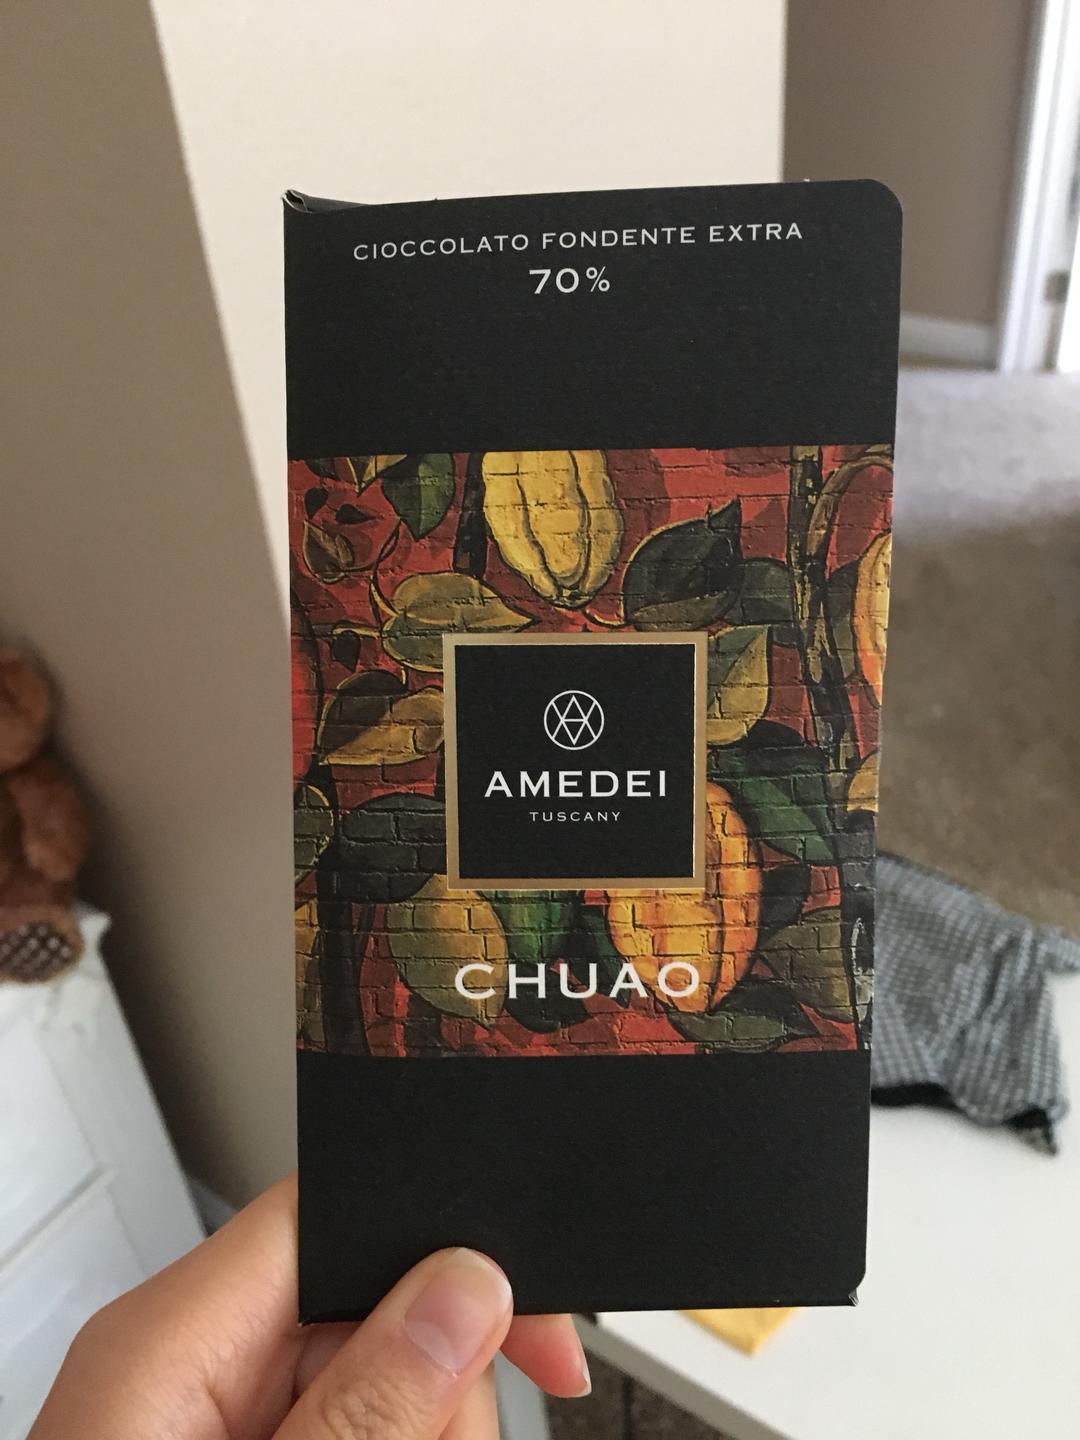 CIOCCOLATO FONDENTE EXTRA
70%
AMEDEI
TUSCANY
CHUAO